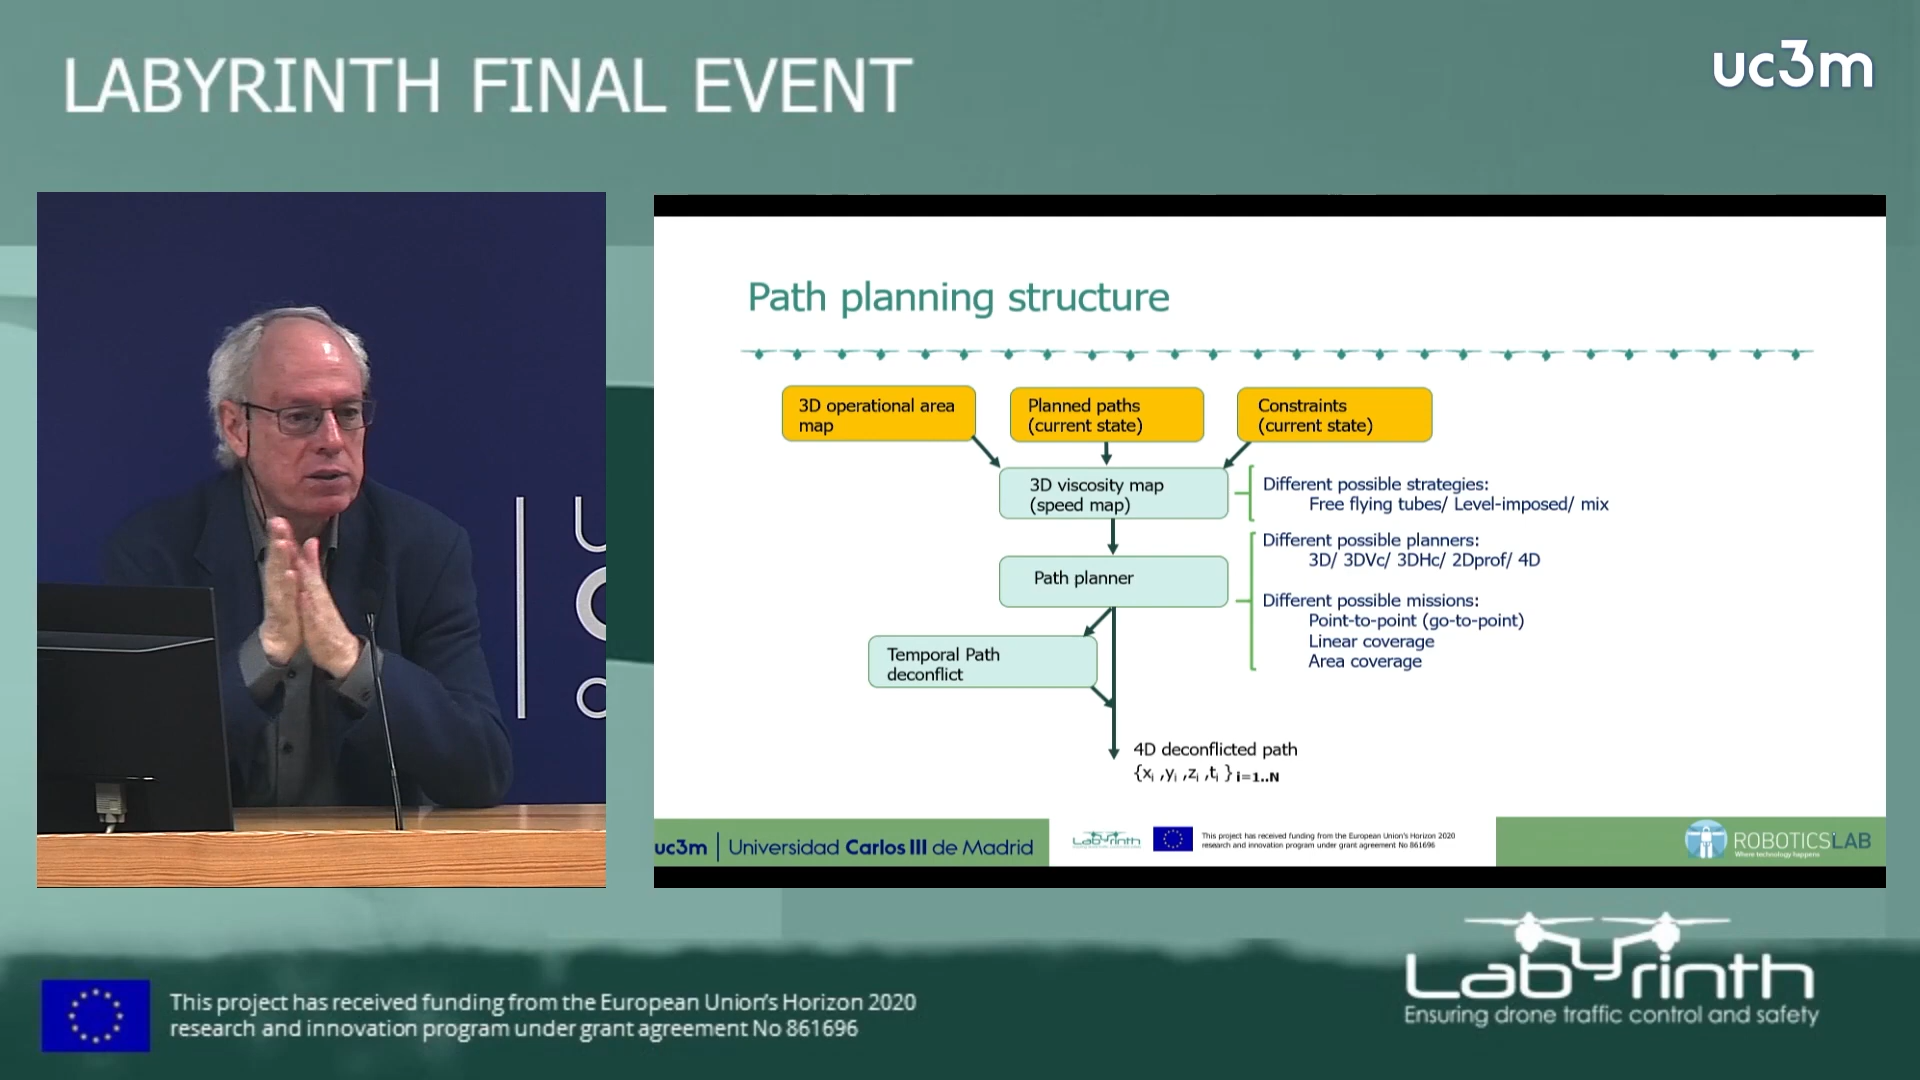 LABYRINTH FINAL EVENT
uc3m
Path planning structure
3D operational area
map
Planned paths
(current state)
Constraints
(current state)
3D viscosity map
(speed map)
Different possible strategies:
Free flying tubes/ Level-imposed/ mix
Different possible planners:
3D/ 3DVc/ 3DHc/ 2Dprof/ 4D
Path planner
Different possible missions:
Point-to-point (go-to-point)
Linear coverage
Area coverage
Temporal Path
deconflict
4D deconflicted path
{xᵢ ,yᵢ ,zᵢ ,tᵢ } i=1..N
uc3m | Universidad Carlos III de Madrid
Labyrinth
This project has received funding from the European Union's Horizon 2020
research and innovation program under grant agreement No 861696
ROBOTICSLAB
Where technology happens
This project has received funding from the European Union's Horizon 2020
research and innovation program under grant agreement No 861696
Labyrinth
Ensuring drone traffic control and safety